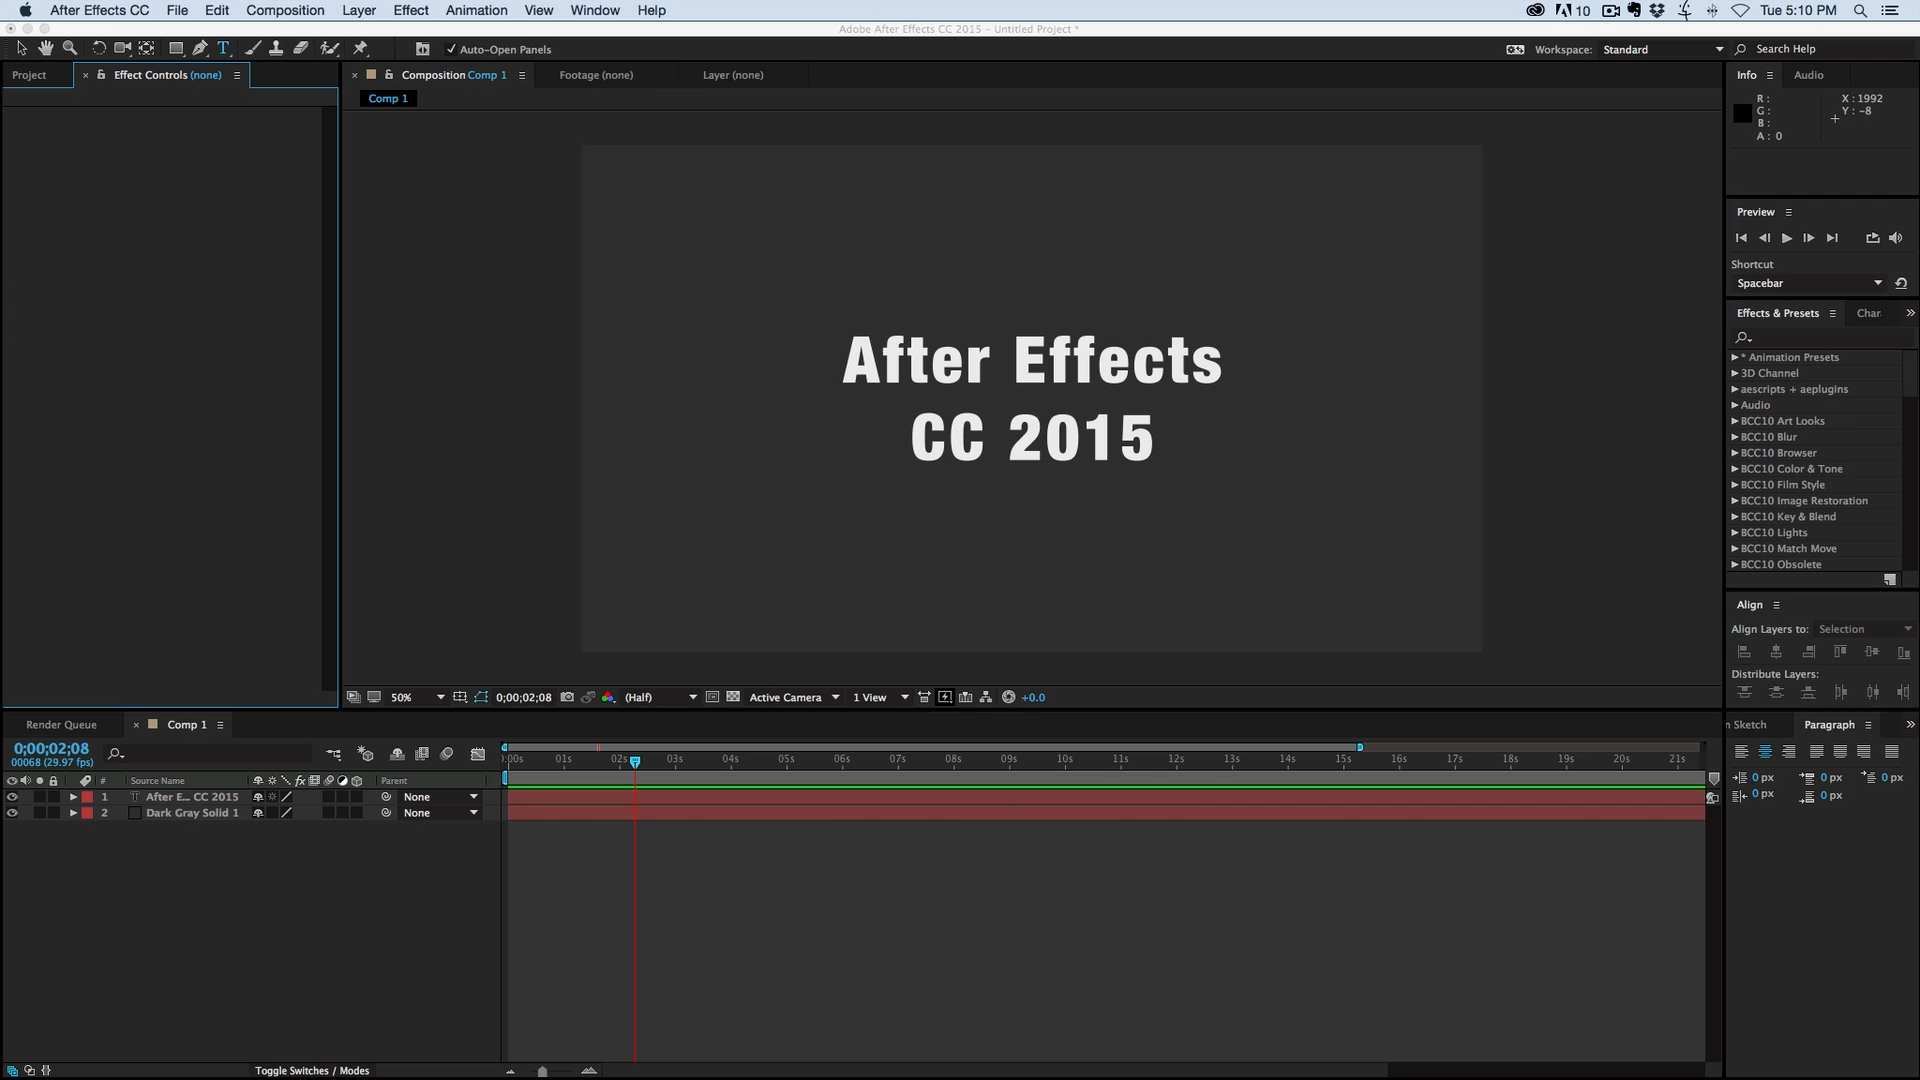 After Effects CC File Edit Composition Layer Effect Animation View Window Help
10 Tue 5:10 PM
Adobe After Effects CC 2015 - Untitled Project *
Auto-Open Panels
Workspace: Standard
Search Help
Project
Effect Controls (none)
Composition Comp 1
Footage (none)
Layer (none)
Comp 1
After Effects
CC 2015
50%
0;00;02;08
(Half)
Active Camera
1 View
+0.0
Info Audio
R :
G :
B :
A : 0
X : 1992
Y : -8
Preview
Shortcut
Spacebar
Effects & Presets Char
* Animation Presets
3D Channel
aescripts + aeplugins
Audio
BCC10 Art Looks
BCC10 Blur
BCC10 Browser
BCC10 Color & Tone
BCC10 Film Style
BCC10 Image Restoration
BCC10 Key & Blend
BCC10 Lights
BCC10 Match Move
BCC10 Obsolete
Align
Align Layers to: Selection
Distribute Layers:
Render Queue
Comp 1
0;00;02;08
00068 (29.97 fps)
# Source Name fx Parent
1 T After E... CC 2015 None
2 Dark Gray Solid 1 None
:00s 01s 02s 03s 04s 05s 06s 07s 08s 09s 10s 11s 12s 13s 14s 15s 16s 17s 18s 19s 20s 21s
Toggle Switches / Modes
n Sketch Paragraph
0 px 0 px 0 px
0 px 0 px